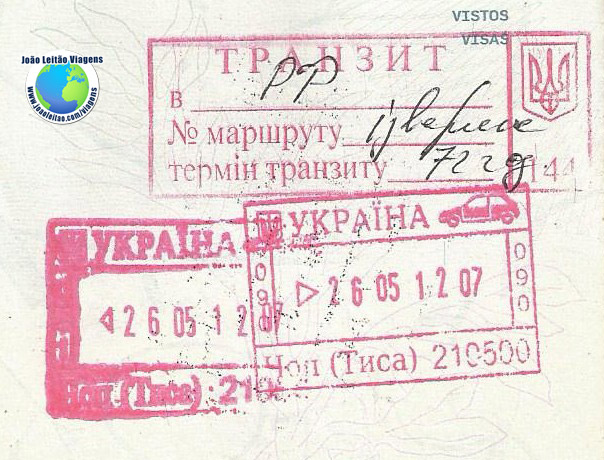 VISTOS
VISAS
João Leitão Viagens
www.joaoleitao.com/viagens
ТРАНЗИТ
В РФ
№ маршруту
термін транзиту 72 год.
144
УКРАЇНА
26 05 12 07
090
Чоп (Тиса) 210500
УКРАЇНА
26 05 12 07
090
Чоп (Тиса) 210